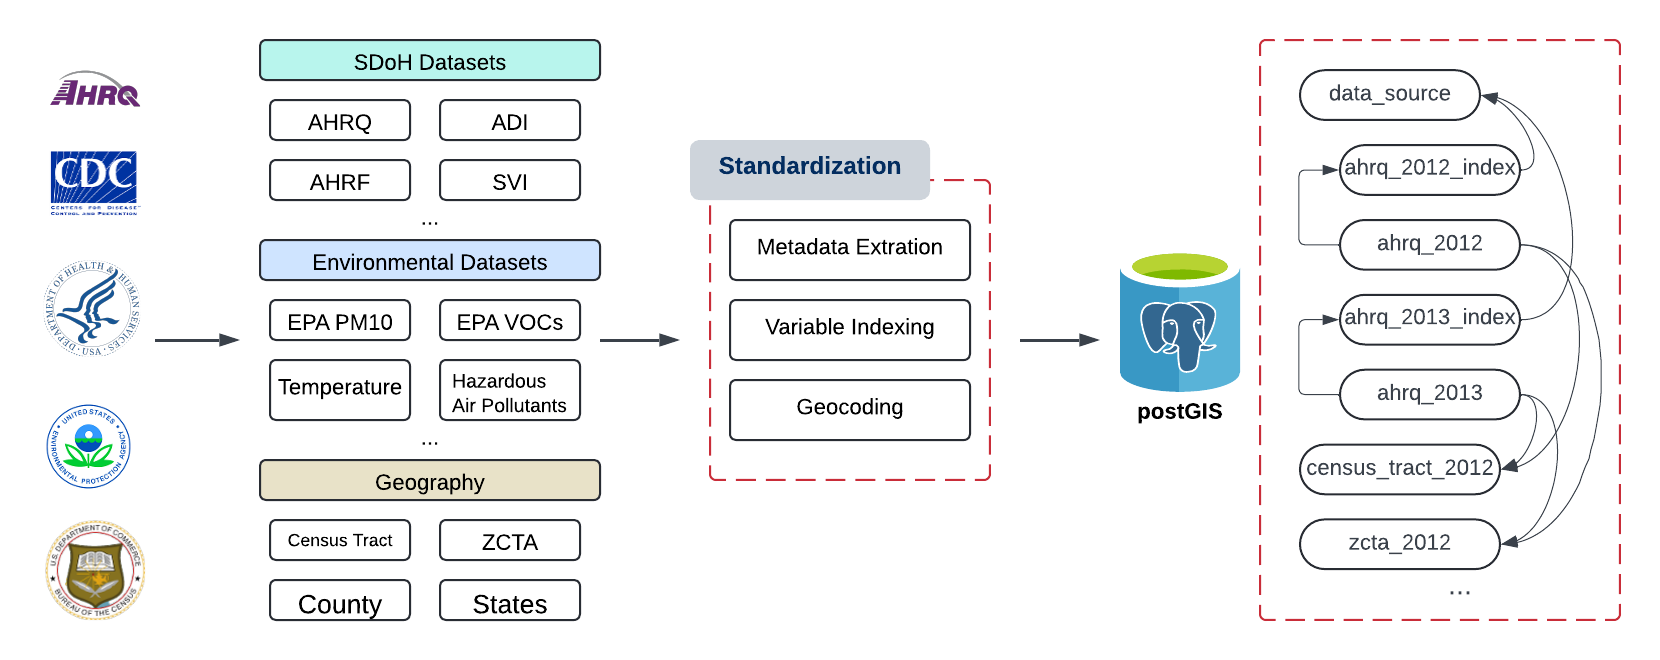 AHRQ
CDC
CENTERS FOR DISEASE
CONTROL AND PREVENTION
DEPARTMENT OF HEALTH & HUMAN SERVICES · USA
UNITED STATES
ENVIRONMENTAL PROTECTION AGENCY
U.S. DEPARTMENT OF COMMERCE
BUREAU OF THE CENSUS
SDoH Datasets
AHRQ
ADI
AHRF
SVI
...
Environmental Datasets
EPA PM10
EPA VOCs
Temperature
Hazardous
Air Pollutants
...
Geography
Census Tract
ZCTA
County
States
Standardization
Metadata Extration
Variable Indexing
Geocoding
postGIS
data_source
ahrq_2012_index
ahrq_2012
ahrq_2013_index
ahrq_2013
census_tract_2012
zcta_2012
...